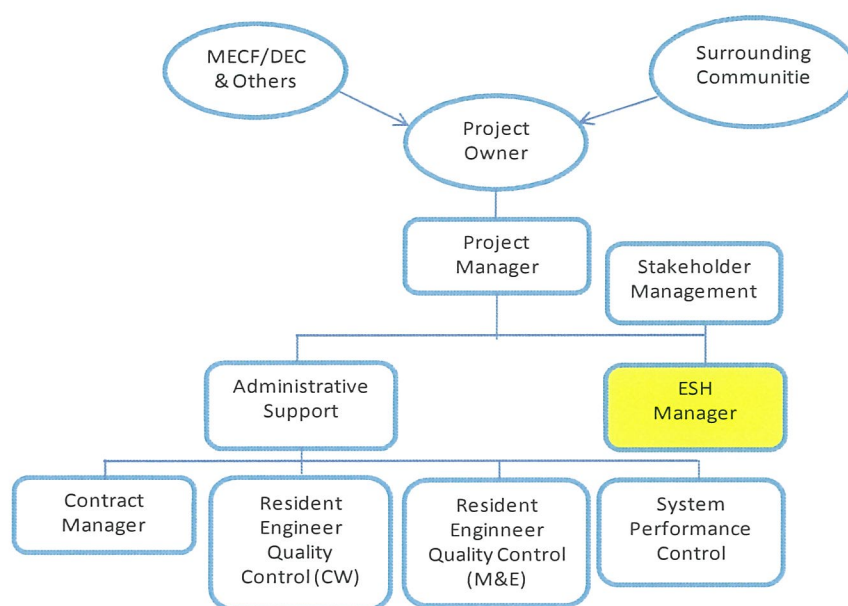 MECF/DEC
& Others
Surrounding
Communitie
Project
Owner
Project
Manager
Stakeholder
Management
Administrative
Support
ESH
Manager
Contract
Manager
Resident
Engineer
Quality
Control (CW)
Resident
Enginneer
Quality Control
(M&E)
System
Performance
Control